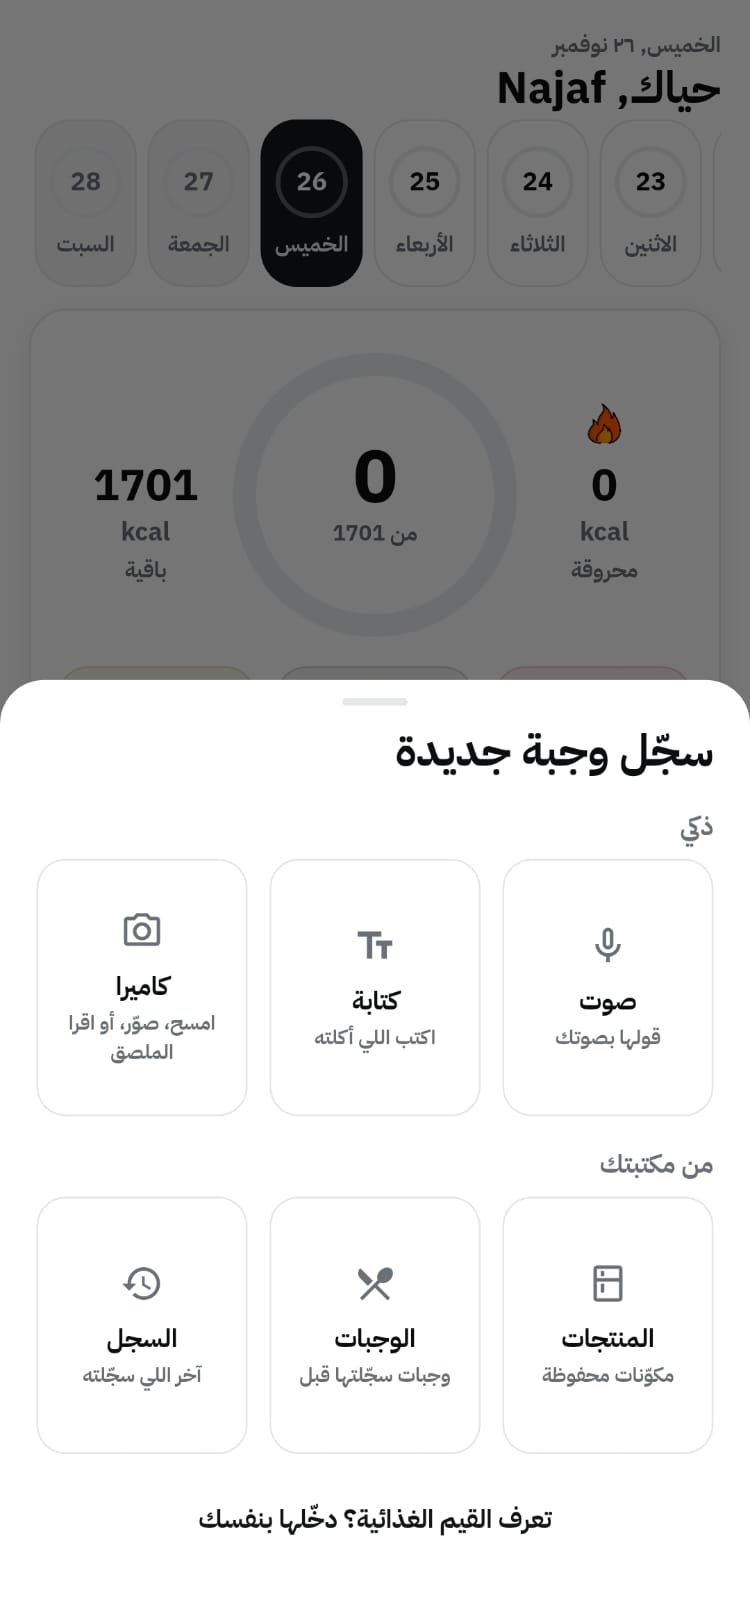 الخميس, ٢٦ نوفمبر
حياك, Najaf
23
24
25
26
27
28
الاثنين
الثلاثاء
الأربعاء
الخميس
الجمعة
السبت
0
kcal
محروقة
0
من 1701
1701
kcal
باقية
سجّل وجبة جديدة
ذكي
صوت
قولها بصوتك
كتابة
اكتب اللي أكلته
كاميرا
امسح، صوّر، أو اقرا
الملصق
من مكتبتك
المنتجات
مكوّنات محفوظة
الوجبات
وجبات سجّلتها قبل
السجل
آخر اللي سجّلته
تعرف القيم الغذائية؟ دخّلها بنفسك